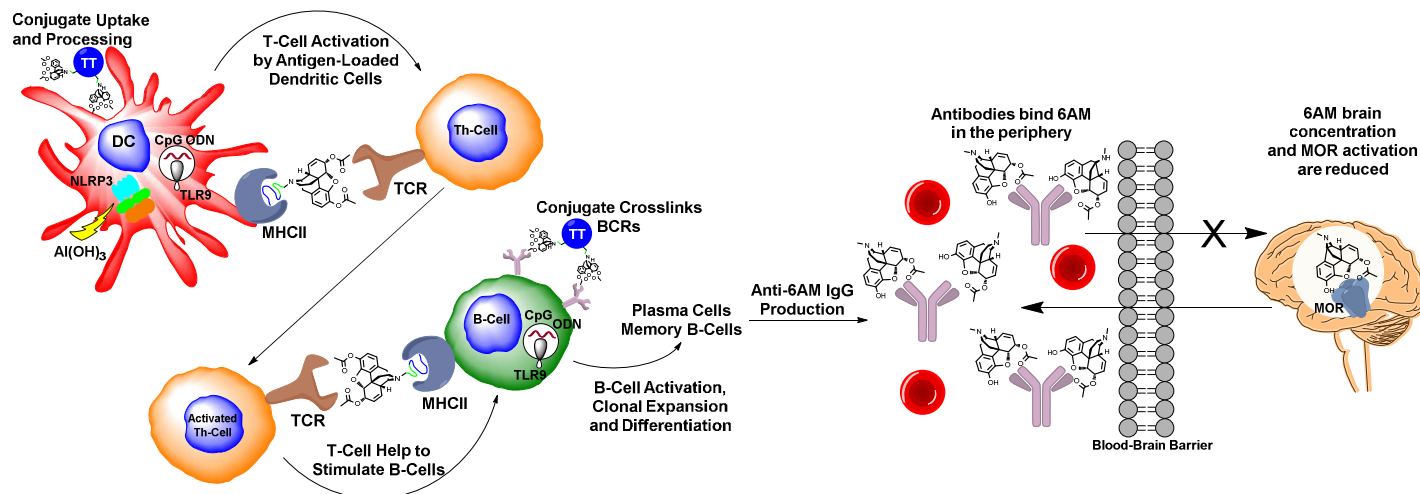 Conjugate Uptake
and Processing
TT
DC
CpG ODN
NLRP3
TLR9
Al(OH)3
MHCII
T-Cell Activation
by Antigen-Loaded
Dendritic Cells
N
H
O
O
O
O
O
TCR
Th-Cell
Activated
Th-Cell
TCR
O
O
O
O
O
H
N
MHCII
T-Cell Help to
Stimulate B-Cells
Conjugate Crosslinks
BCRs
TT
B-Cell
CpG
ODN
TLR9
Plasma Cells
Memory B-Cells
B-Cell Activation,
Clonal Expansion
and Differentiation
Anti-6AM IgG
Production
Antibodies bind 6AM
in the periphery
Blood-Brain Barrier
X
6AM brain
concentration
and MOR activation
are reduced
MOR